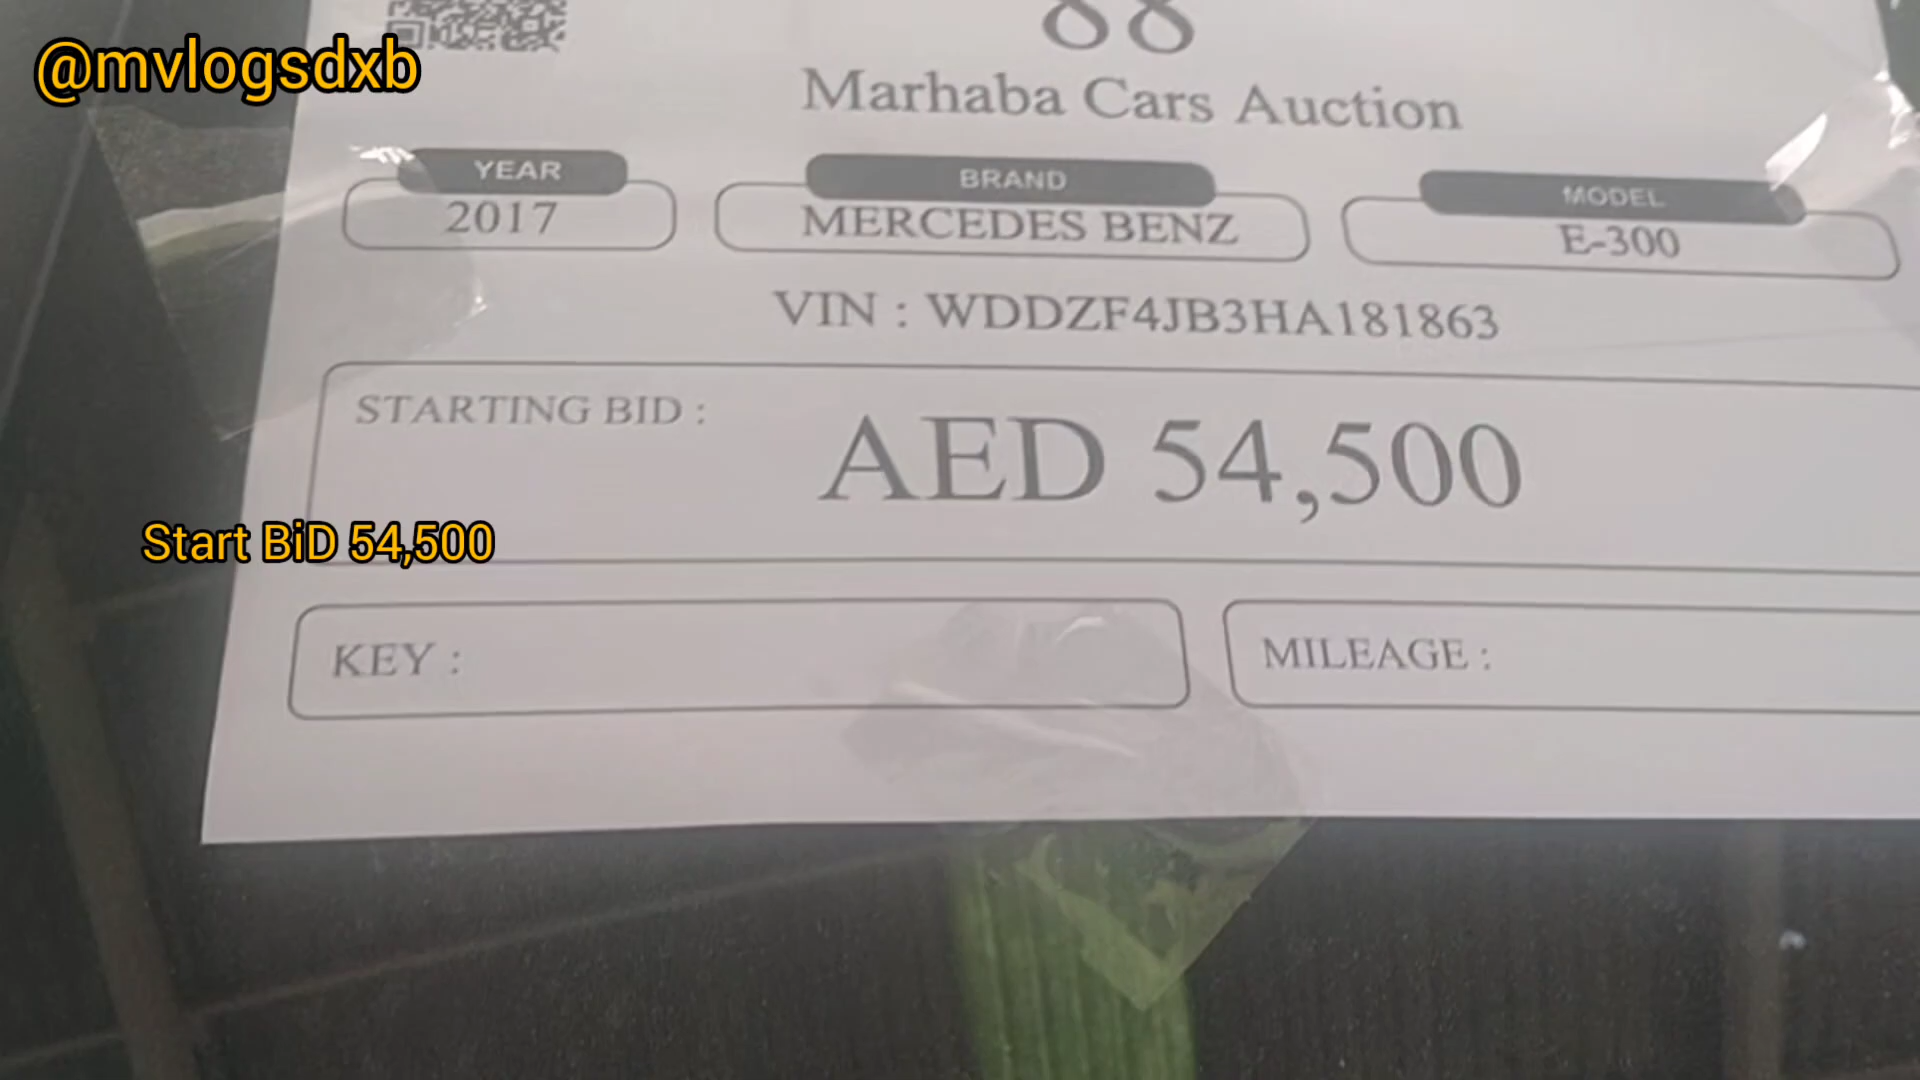 @mvlogsdxb
88
Marhaba Cars Auction
YEAR
2017
BRAND
MERCEDES BENZ
MODEL
E-300
VIN : WDDZF4JB3HA181863
STARTING BID :
AED 54,500
Start BiD 54,500
KEY :
MILEAGE :